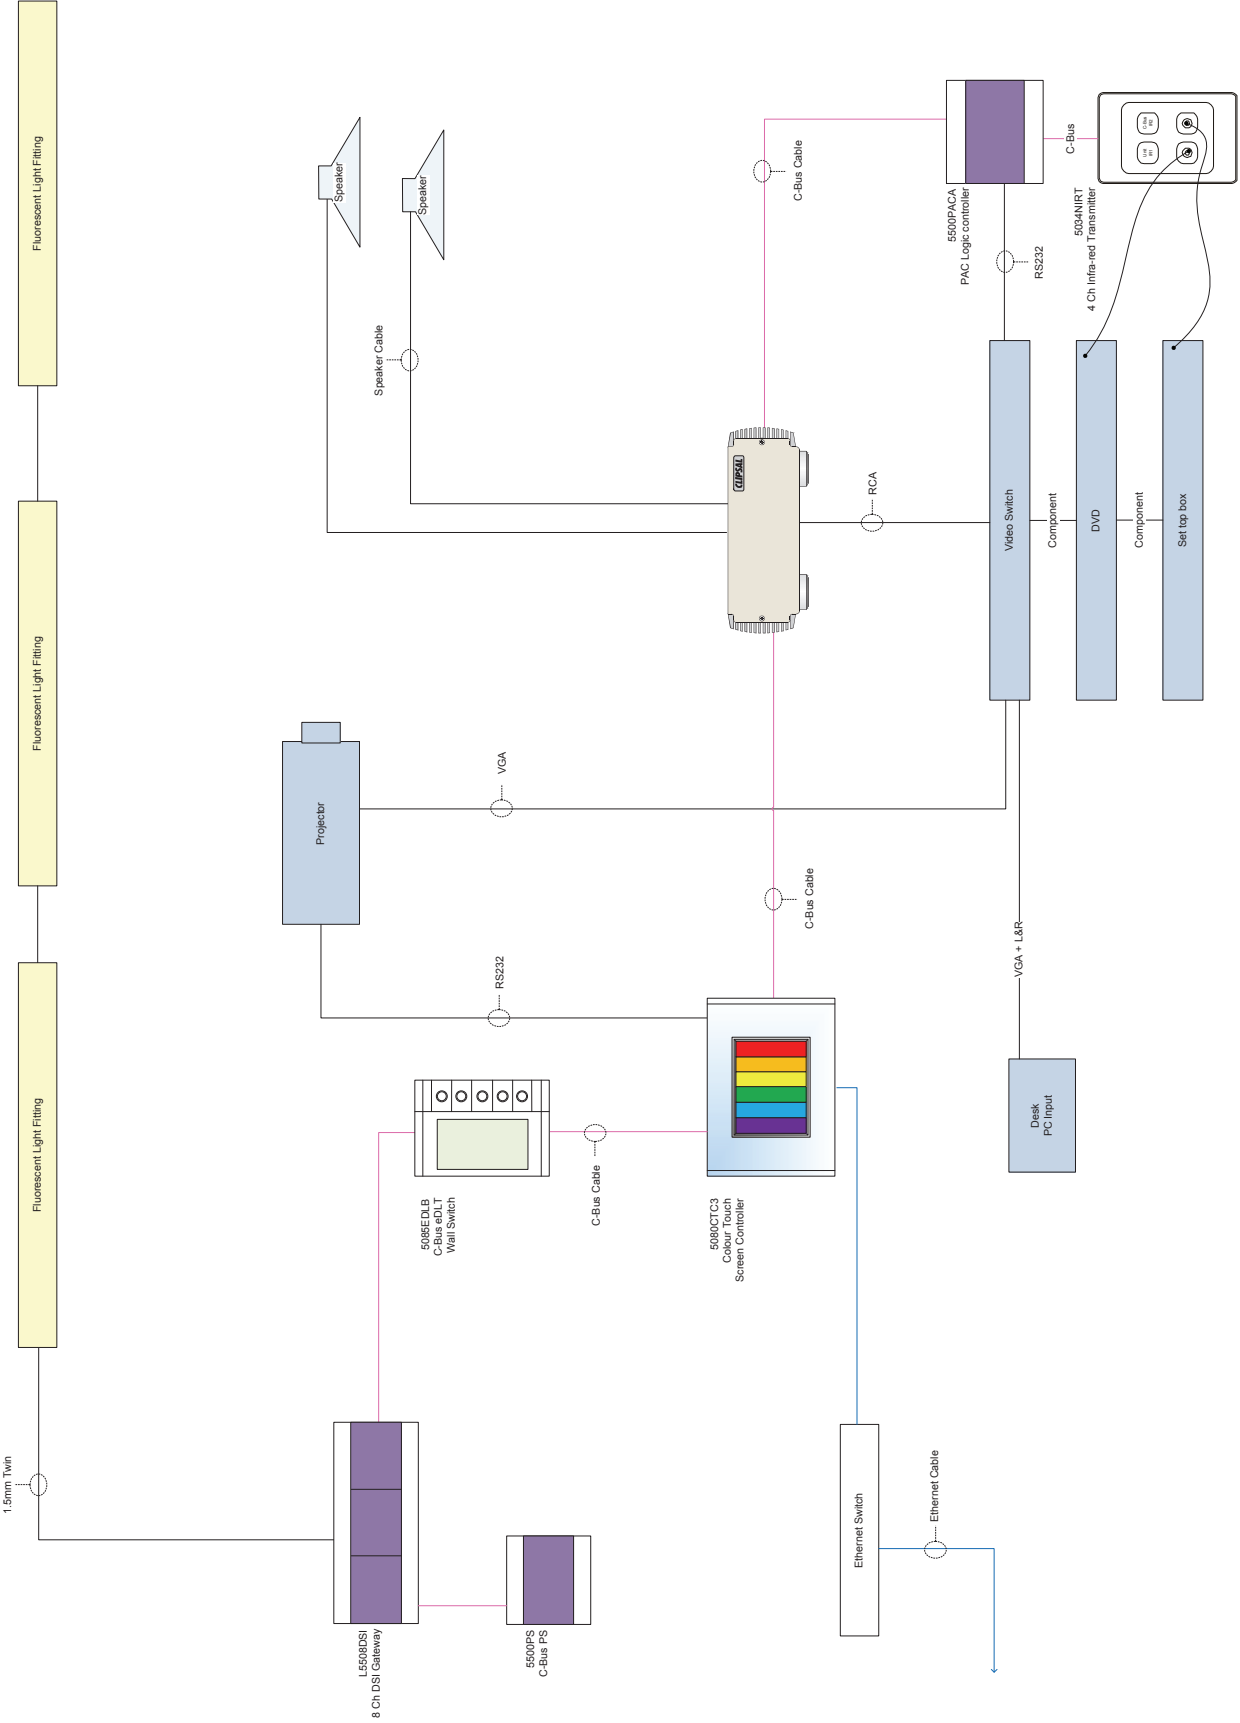 1.5mm Twin
Fluorescent Light Fitting
Fluorescent Light Fitting
Fluorescent Light Fitting
L5508DSI
8 Ch DSI Gateway
5500PS
C-Bus PS
5085EDLB
C-Bus eDLT
Wall Switch
C-Bus Cable
RS232
Projector
VGA
Speaker Cable
Speaker
Speaker
5080CTC3
Colour Touch
Screen Controller
C-Bus Cable
CLIPSAL
C-Bus Cable
RCA
Ethernet Switch
Ethernet Cable
Desk
PC Input
VGA + L&R
Video Switch
Component
DVD
Component
Set top box
RS232
5500PACA
PAC Logic controller
C-Bus
5034NIRT
4 Ch Infra-red Transmitter
C-Bus
IR2